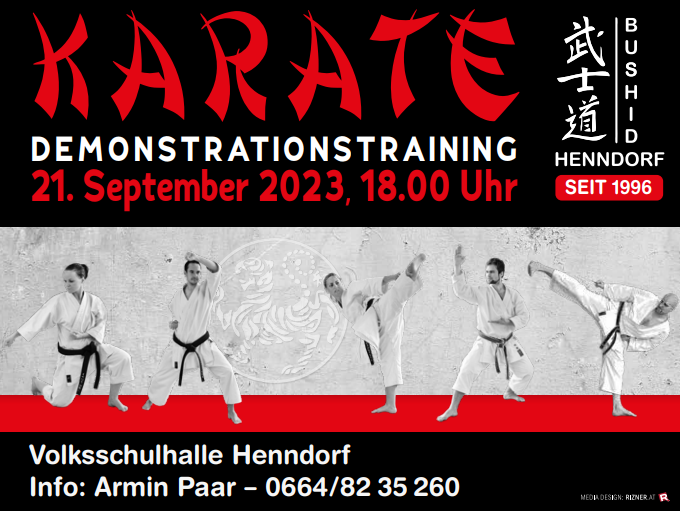 KARATE
DEMONSTRATIONSTRAINING
21. September 2023, 18.00 Uhr
武士道
BUSHID
HENNDORF
SEIT 1996
Volksschulhalle Henndorf
Info: Armin Paar – 0664/82 35 260
MEDIA DESIGN: RIZNER.AT R